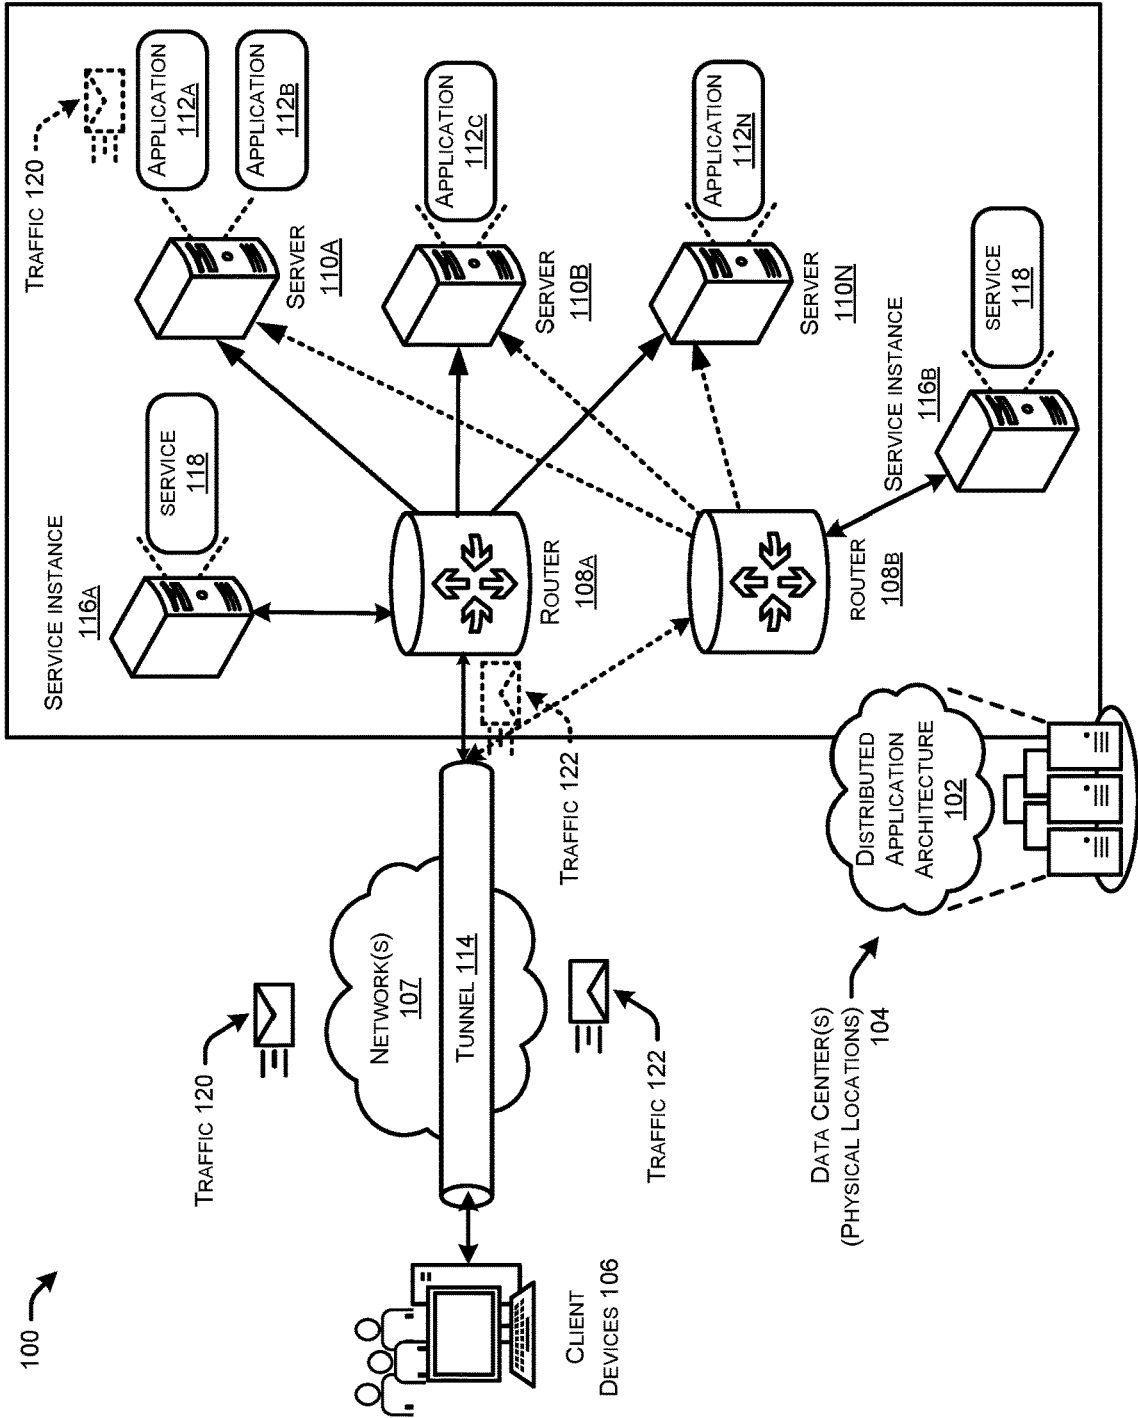 100
TRAFFIC 120
TRAFFIC 120
SERVICE INSTANCE
116A
SERVICE
118
SERVER
110A
APPLICATION
112A
APPLICATION
112B
NETWORK(S)
107
TUNNEL 114
CLIENT
DEVICES 106
TRAFFIC 122
TRAFFIC 122
ROUTER
108A
SERVER
110B
APPLICATION
112C
ROUTER
108B
SERVER
110N
APPLICATION
112N
SERVICE INSTANCE
116B
SERVICE
118
DATA CENTER(S)
(PHYSICAL LOCATIONS)
104
DISTRIBUTED
APPLICATION
ARCHITECTURE
102